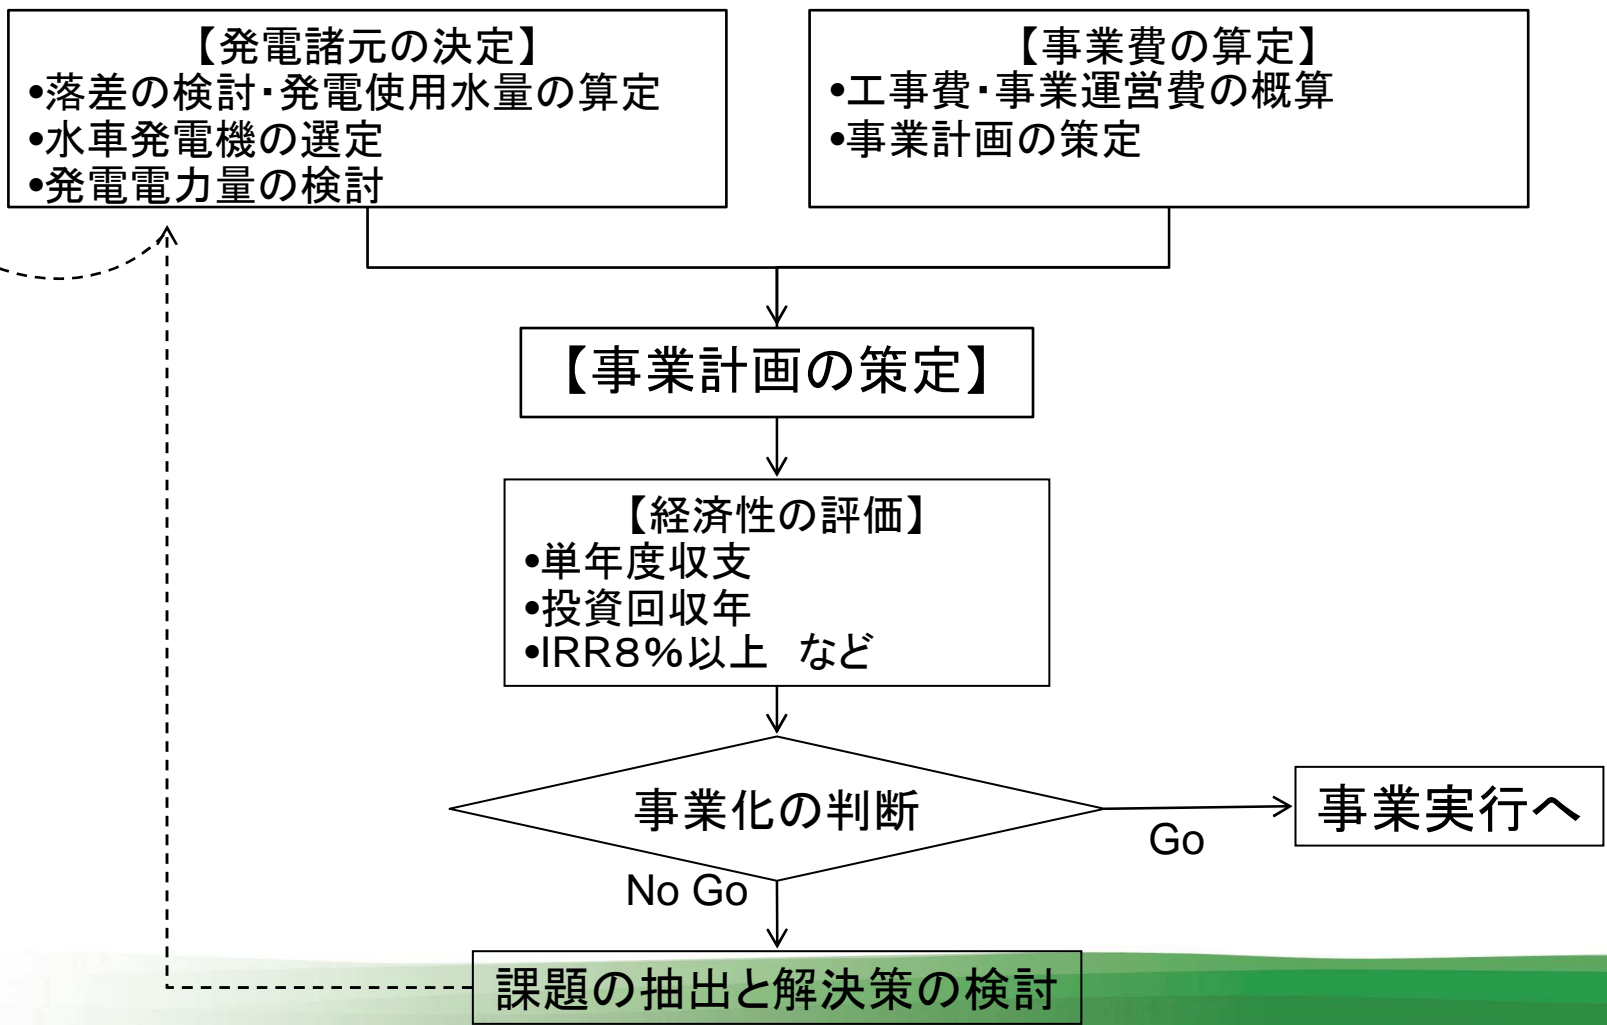 【発電諸元の決定】
•落差の検討・発電使用水量の算定
•水車発電機の選定
•発電電力量の検討
【事業費の算定】
•工事費・事業運営費の概算
•事業計画の策定
【事業計画の策定】
【経済性の評価】
•単年度収支
•投資回収年
•IRR8%以上　など
事業化の判断
Go
事業実行へ
No Go
課題の抽出と解決策の検討